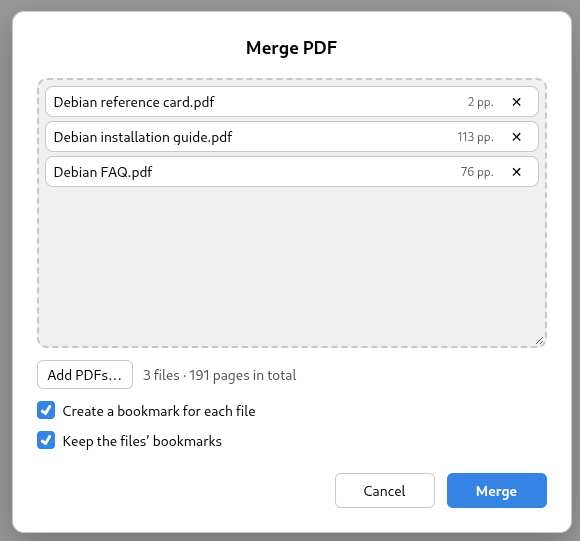 Merge PDF
Debian reference card.pdf 2 pp. ✕
Debian installation guide.pdf 113 pp. ✕
Debian FAQ.pdf 76 pp. ✕
Add PDFs… 3 files · 191 pages in total
Create a bookmark for each file
Keep the files’ bookmarks
Cancel Merge